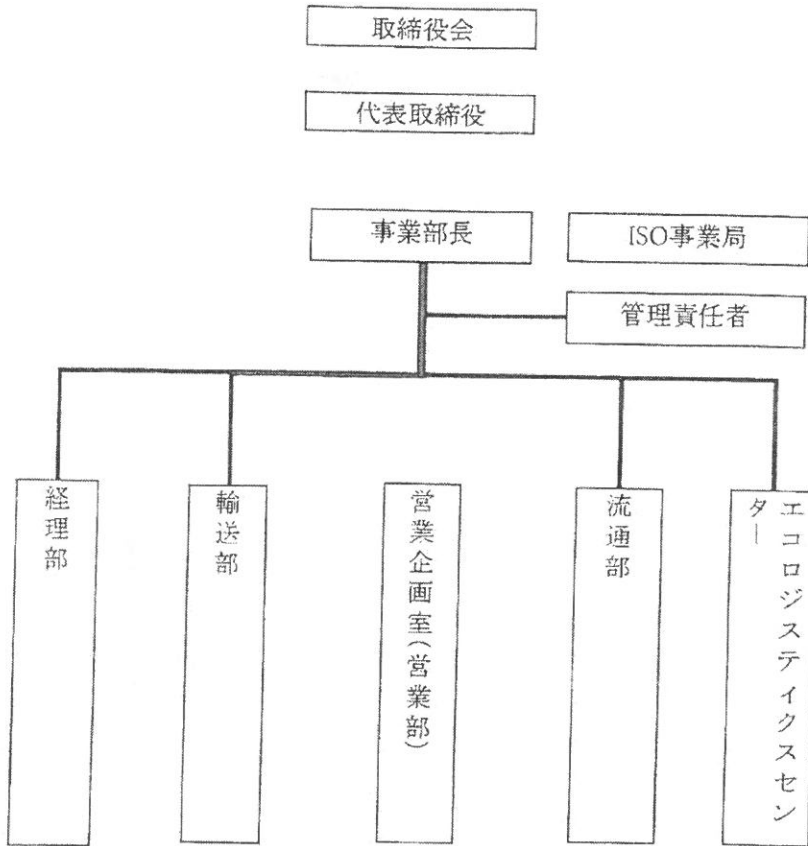 取締役会
代表取締役
事業部長
ISO事業局
管理責任者
経理部
輸送部
営業企画室(営業部)
流通部
エコロジスティクスセン
ター